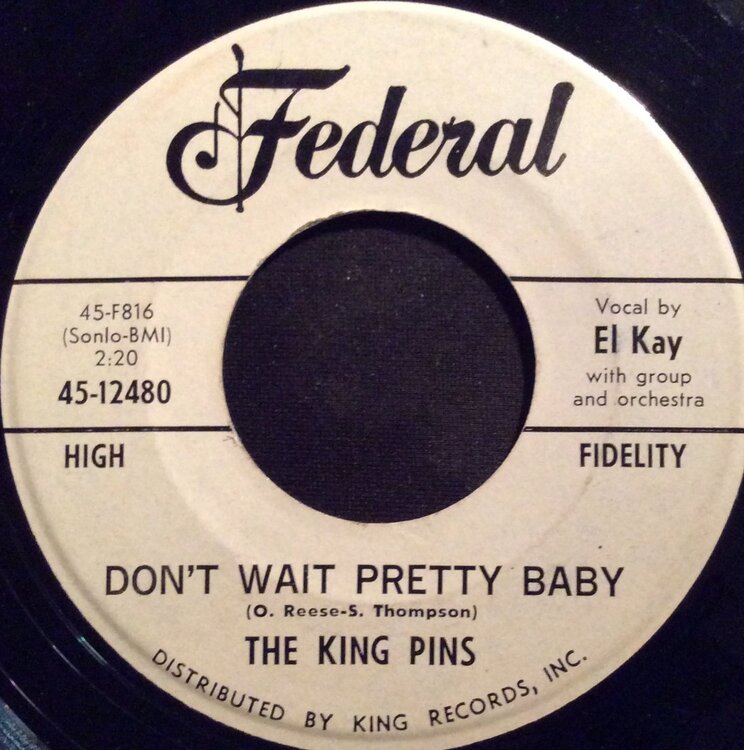 Federal
45-F816
(Sonlo-BMI)
2:20
45-12480
Vocal by
El Kay
with group
and orchestra
HIGH
FIDELITY
DON'T WAIT PRETTY BABY
(O. Reese-S. Thompson)
THE KING PINS
DISTRIBUTED BY KING RECORDS, INC.